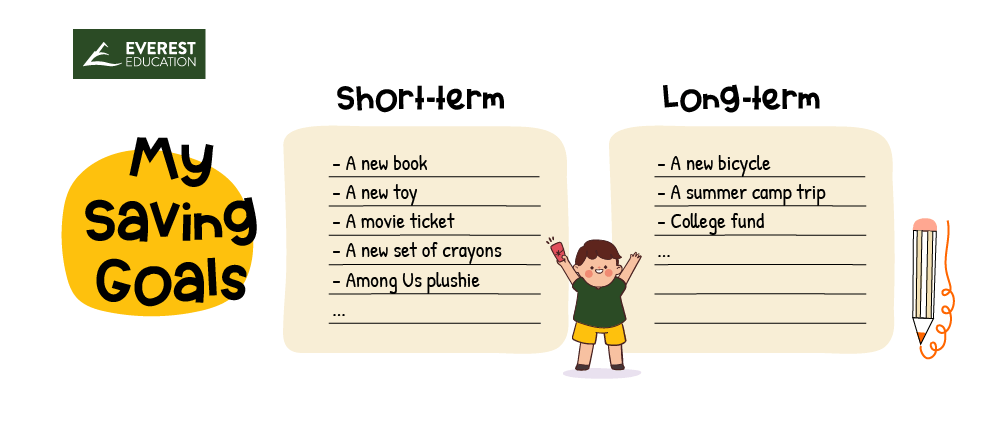 EVEREST
EDUCATION
My
Saving
Goals
Short-term
- A new book
- A new toy
- A movie ticket
- A new set of crayons
- Among Us plushie
...
Long-term
- A new bicycle
- A summer camp trip
- College fund
...